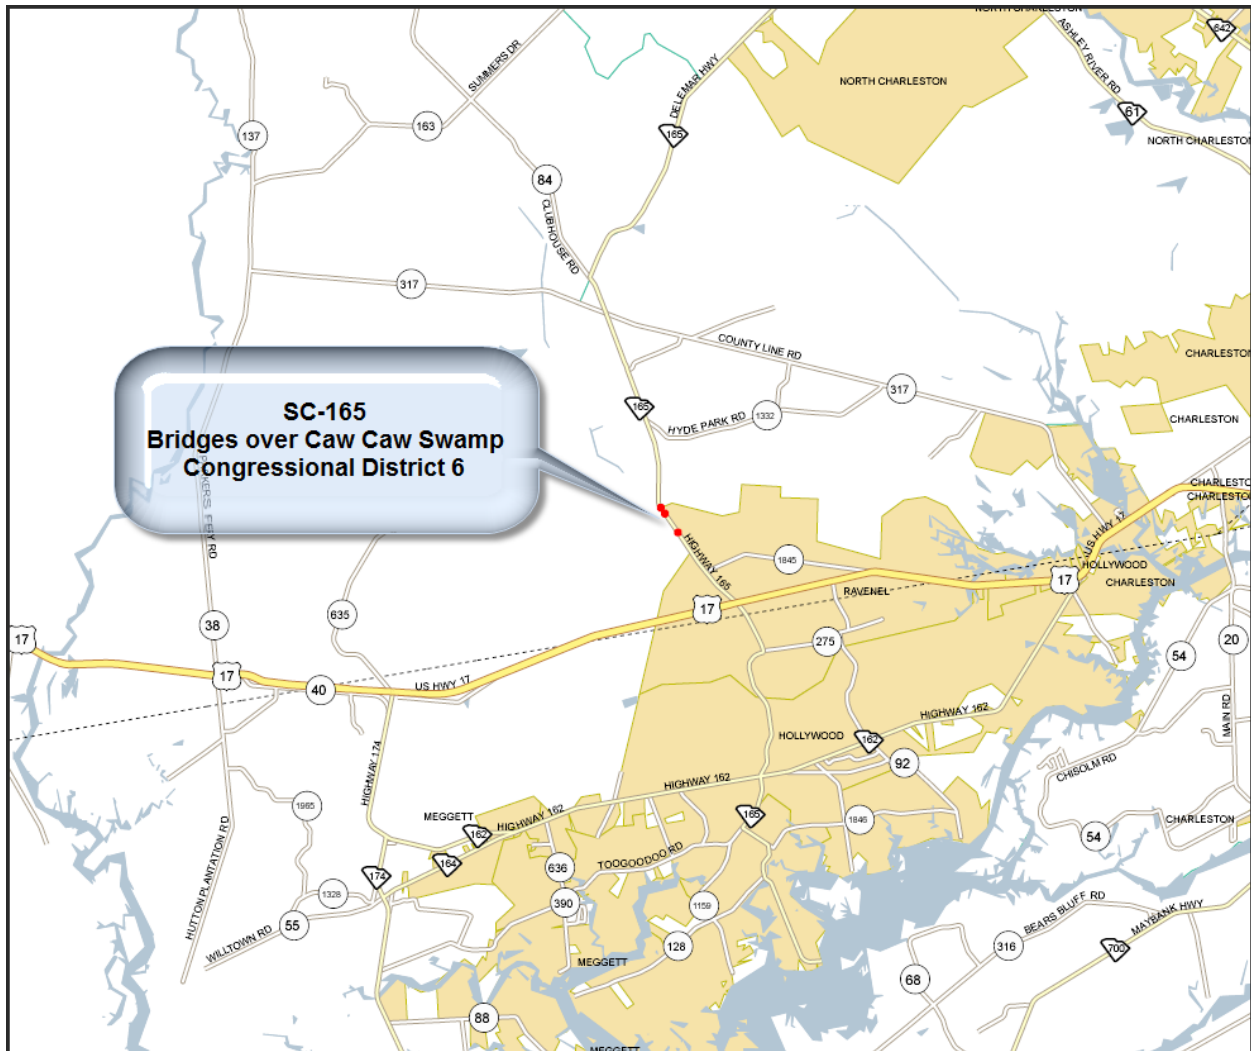 NORTH CHARLESTON
642
SUMMERS DR
DELEMAR HWY
ASHLEY RIVER RD
NORTH CHARLESTON
61
137
163
165
NORTH CHARLESTON
84
CLUBHOUSE RD
317
COUNTY LINE RD
CHARLESTON
317
165
HYDE PARK RD
1332
CHARLESTON
SC-165
Bridges over Caw Caw Swamp
Congressional District 6
CHARLESTO
CHARLESTON
US HWY 17
HIGHWAY 165
1845
HOLLYWOOD
17
CHARLESTON
RAVENEL
17
38
635
275
20
54
17
17
40
US HWY 17
HIGHWAY 162
MAIN RD
HOLLYWOOD
162
92
HIGHWAY 174
CHISOLM RD
HIGHWAY 162
1965
MEGGETT
HIGHWAY 162
165
1846
CHARLESTON
162
54
HUTTON PLANTATION RD
164
TOOGOODOO RD
636
174
1328
390
1159
BEARS BLUFF RD
MAYBANK HWY
55
WILLTOWN RD
128
316
700
MEGGETT
68
88
MEGGETT